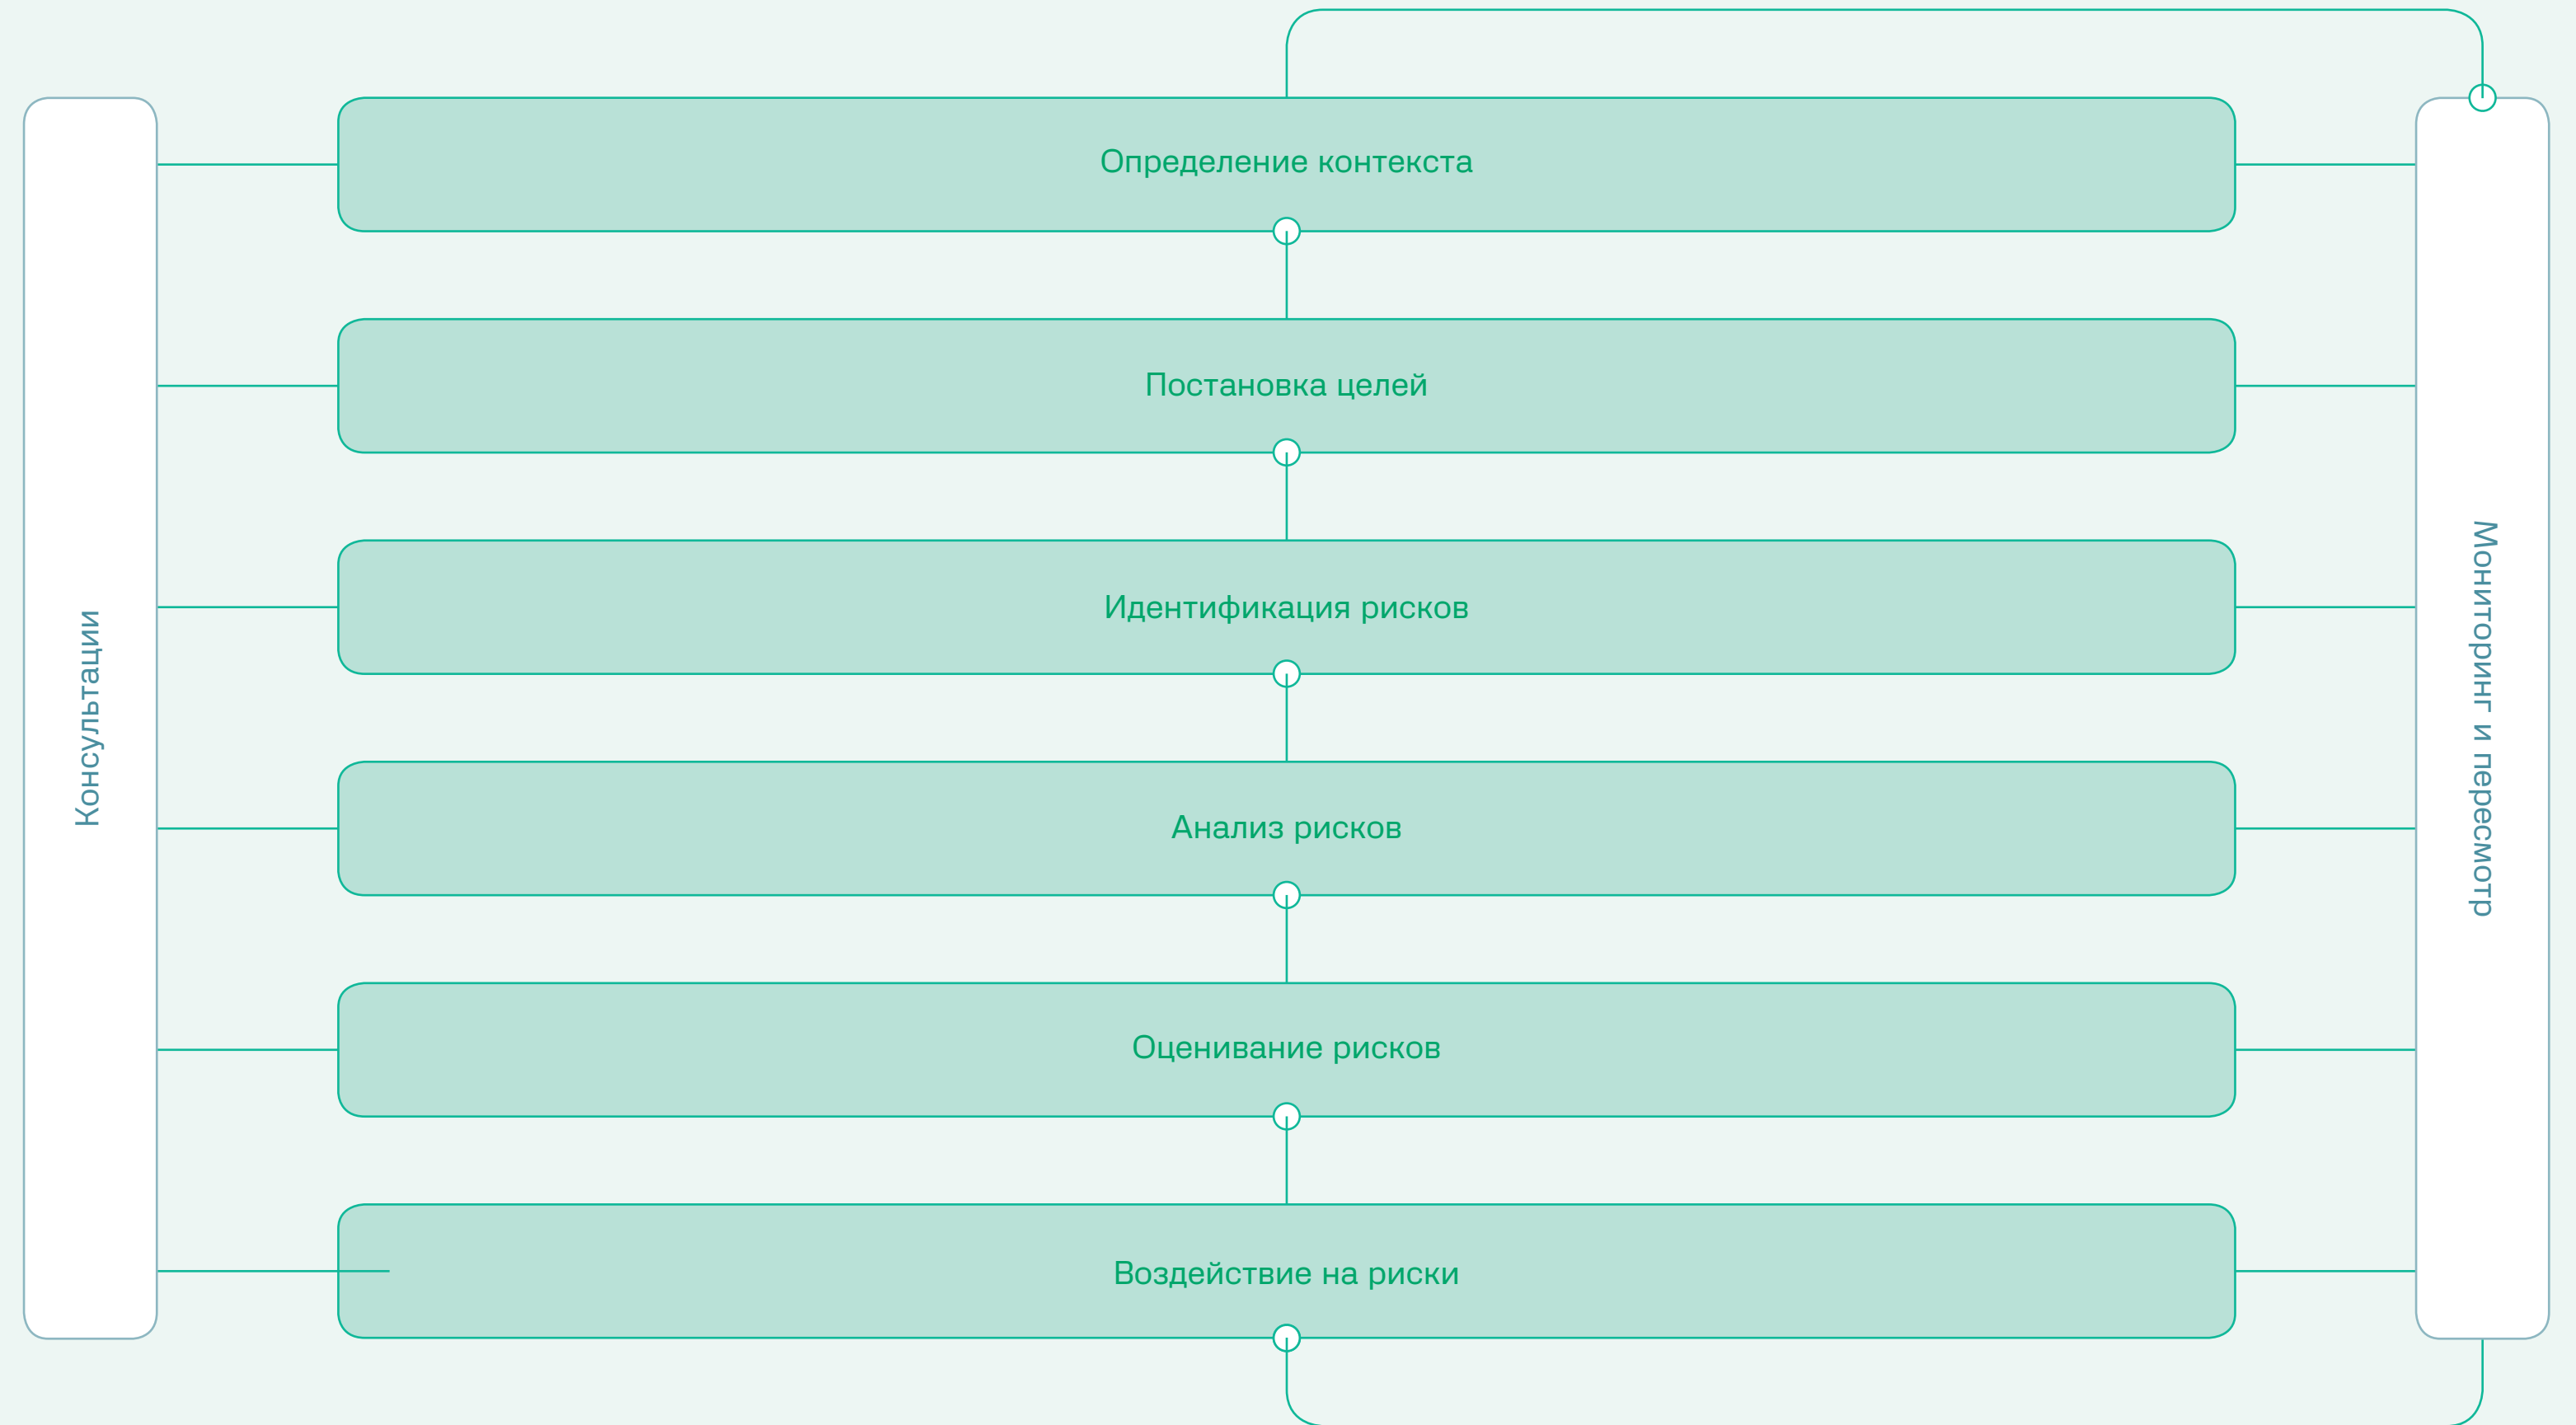 Консультации
Определение контекста
Постановка целей
Идентификация рисков
Анализ рисков
Оценивание рисков
Воздействие на риски
Мониторинг и пересмотр